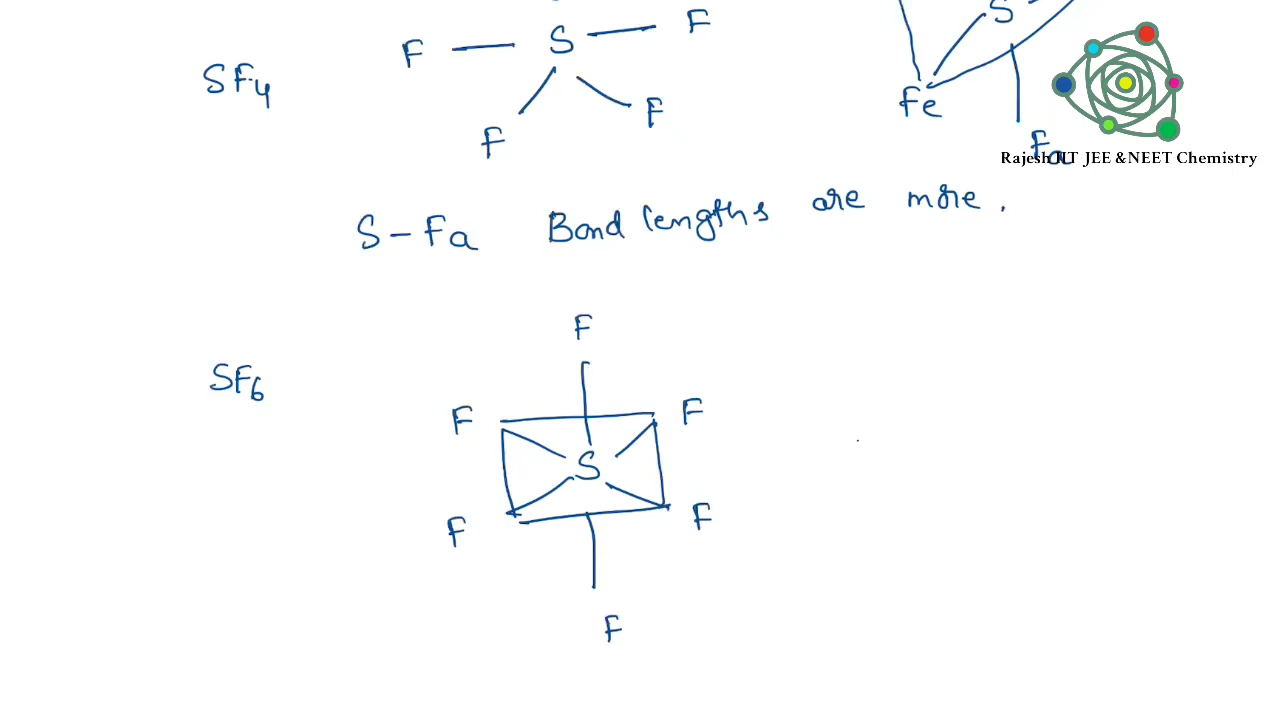 SF4
F S F
F F
S
Fe
Fa
Rajesh IIT JEE &NEET Chemistry
S-Fa Bond lengths are more.
SF6
F
F F
S
F F
F